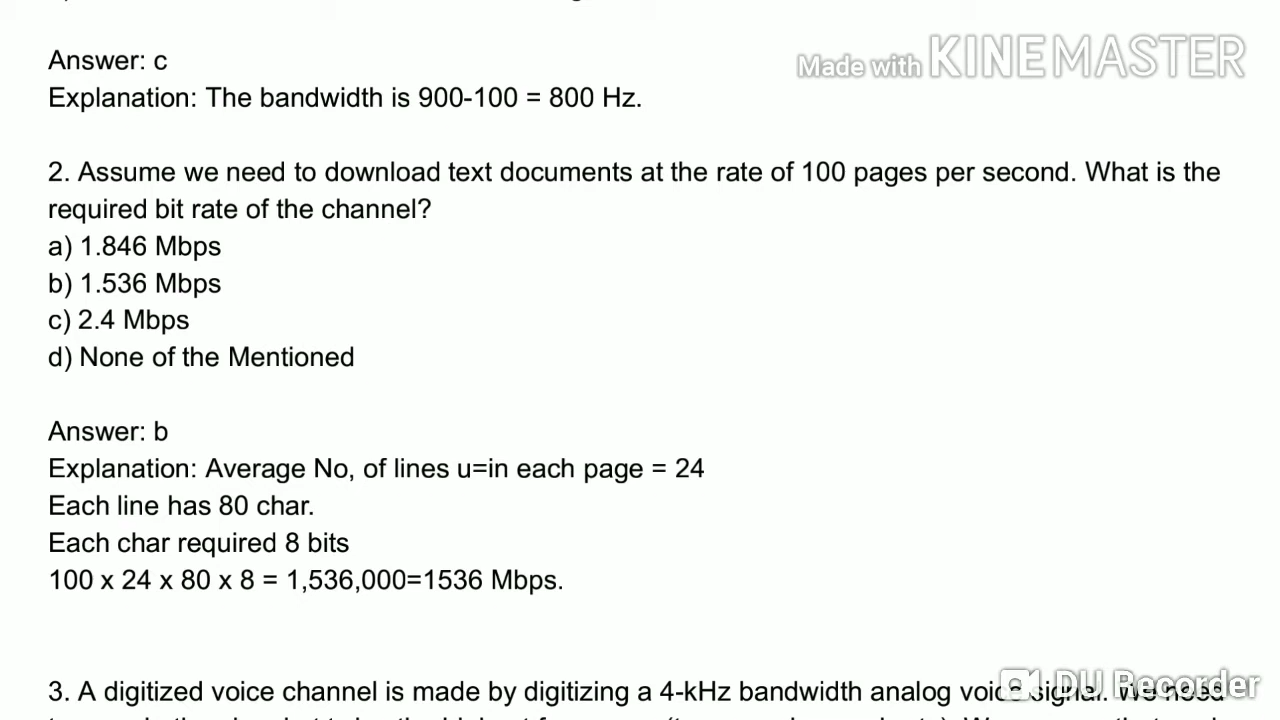 Made with KINEMASTER
Answer: c
Explanation: The bandwidth is 900-100 = 800 Hz.
2. Assume we need to download text documents at the rate of 100 pages per second. What is the
required bit rate of the channel?
a) 1.846 Mbps
b) 1.536 Mbps
c) 2.4 Mbps
d) None of the Mentioned
Answer: b
Explanation: Average No, of lines u=in each page = 24
Each line has 80 char.
Each char required 8 bits
100 x 24 x 80 x 8 = 1,536,000=1536 Mbps.
3. A digitized voice channel is made by digitizing a 4-kHz bandwidth analog voice signal. We need
DU Recorder